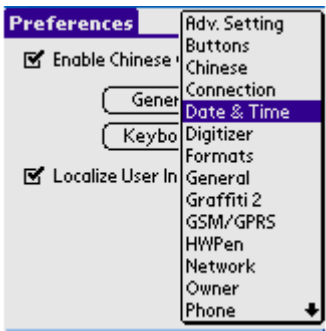 Preferences
Enable Chinese
Gener
Keybo
Localize User In
Adv. Setting
Buttons
Chinese
Connection
Date & Time
Digitizer
Formats
General
Graffiti 2
GSM/GPRS
HWPen
Network
Owner
Phone